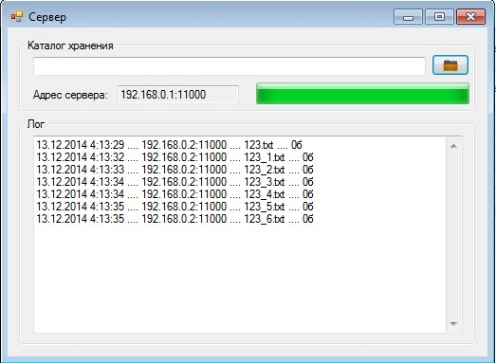 Сервер
Каталог хранения
Адрес сервера: 192.168.0.1:11000
Лог
13.12.2014 4:13:29 .... 192.168.0.2:11000 .... 123.txt .... 0б
13.12.2014 4:13:32 .... 192.168.0.2:11000 .... 123_1.txt .... 0б
13.12.2014 4:13:33 .... 192.168.0.2:11000 .... 123_2.txt .... 0б
13.12.2014 4:13:34 .... 192.168.0.2:11000 .... 123_3.txt .... 0б
13.12.2014 4:13:34 .... 192.168.0.2:11000 .... 123_4.txt .... 0б
13.12.2014 4:13:35 .... 192.168.0.2:11000 .... 123_5.txt .... 0б
13.12.2014 4:13:35 .... 192.168.0.2:11000 .... 123_6.txt .... 0б